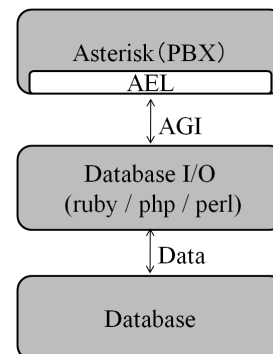 Asterisk（PBX）
AEL
AGI
Database I/O
(ruby / php / perl)
Data
Database